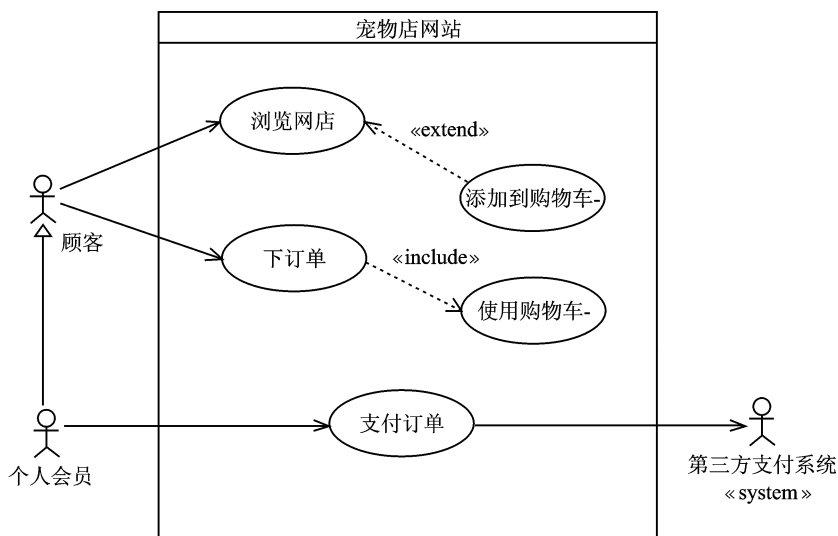 宠物店网站
浏览网店
«extend»
添加到购物车-
顾客
下订单
«include»
使用购物车-
支付订单
个人会员
第三方支付系统
«system»